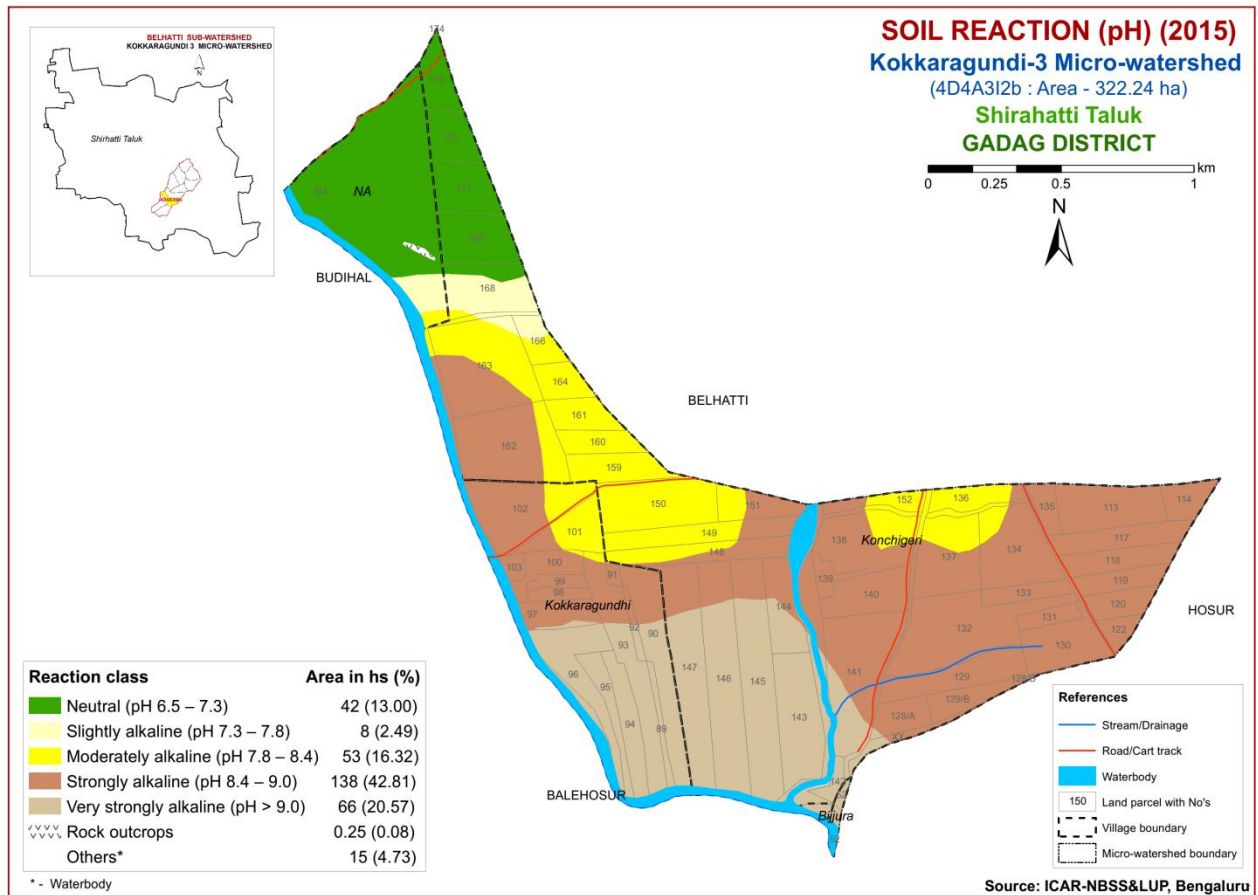 BELHATTI SUB-WATERSHED
KOKKARAGUNDI 3 MICRO-WATERSHED
N
Shirhatti Taluk
SOIL REACTION (pH) (2015)
Kokkaragundi-3 Micro-watershed
(4D4A3I2b : Area - 322.24 ha)
Shirahatti Taluk
GADAG DISTRICT
km
0 0.25 0.5 1
N
174
172
NA
BUDIHAL
168
166
163
164
161
BELHATTI
160
162
159
150
151
102
101
149
148
152
136
135
113
114
138
Konchigeri
137
134
117
118
119
120
122
103
100
99
98
91
97
Kokkaragundhi
92
93
90
144
139
140
133
131
132
130
HOSUR
96
95
94
89
147
146
145
143
141
129
129/B
128/A
BALEHOSUR
Bijjura
Reaction class Area in hs (%)
Neutral (pH 6.5 – 7.3) 42 (13.00)
Slightly alkaline (pH 7.3 – 7.8) 8 (2.49)
Moderately alkaline (pH 7.8 – 8.4) 53 (16.32)
Strongly alkaline (pH 8.4 – 9.0) 138 (42.81)
Very strongly alkaline (pH > 9.0) 66 (20.57)
Rock outcrops 0.25 (0.08)
Others* 15 (4.73)
* - Waterbody
References
Stream/Drainage
Road/Cart track
Waterbody
150 Land parcel with No's
Village boundary
Micro-watershed boundary
Source: ICAR-NBSS&LUP, Bengaluru